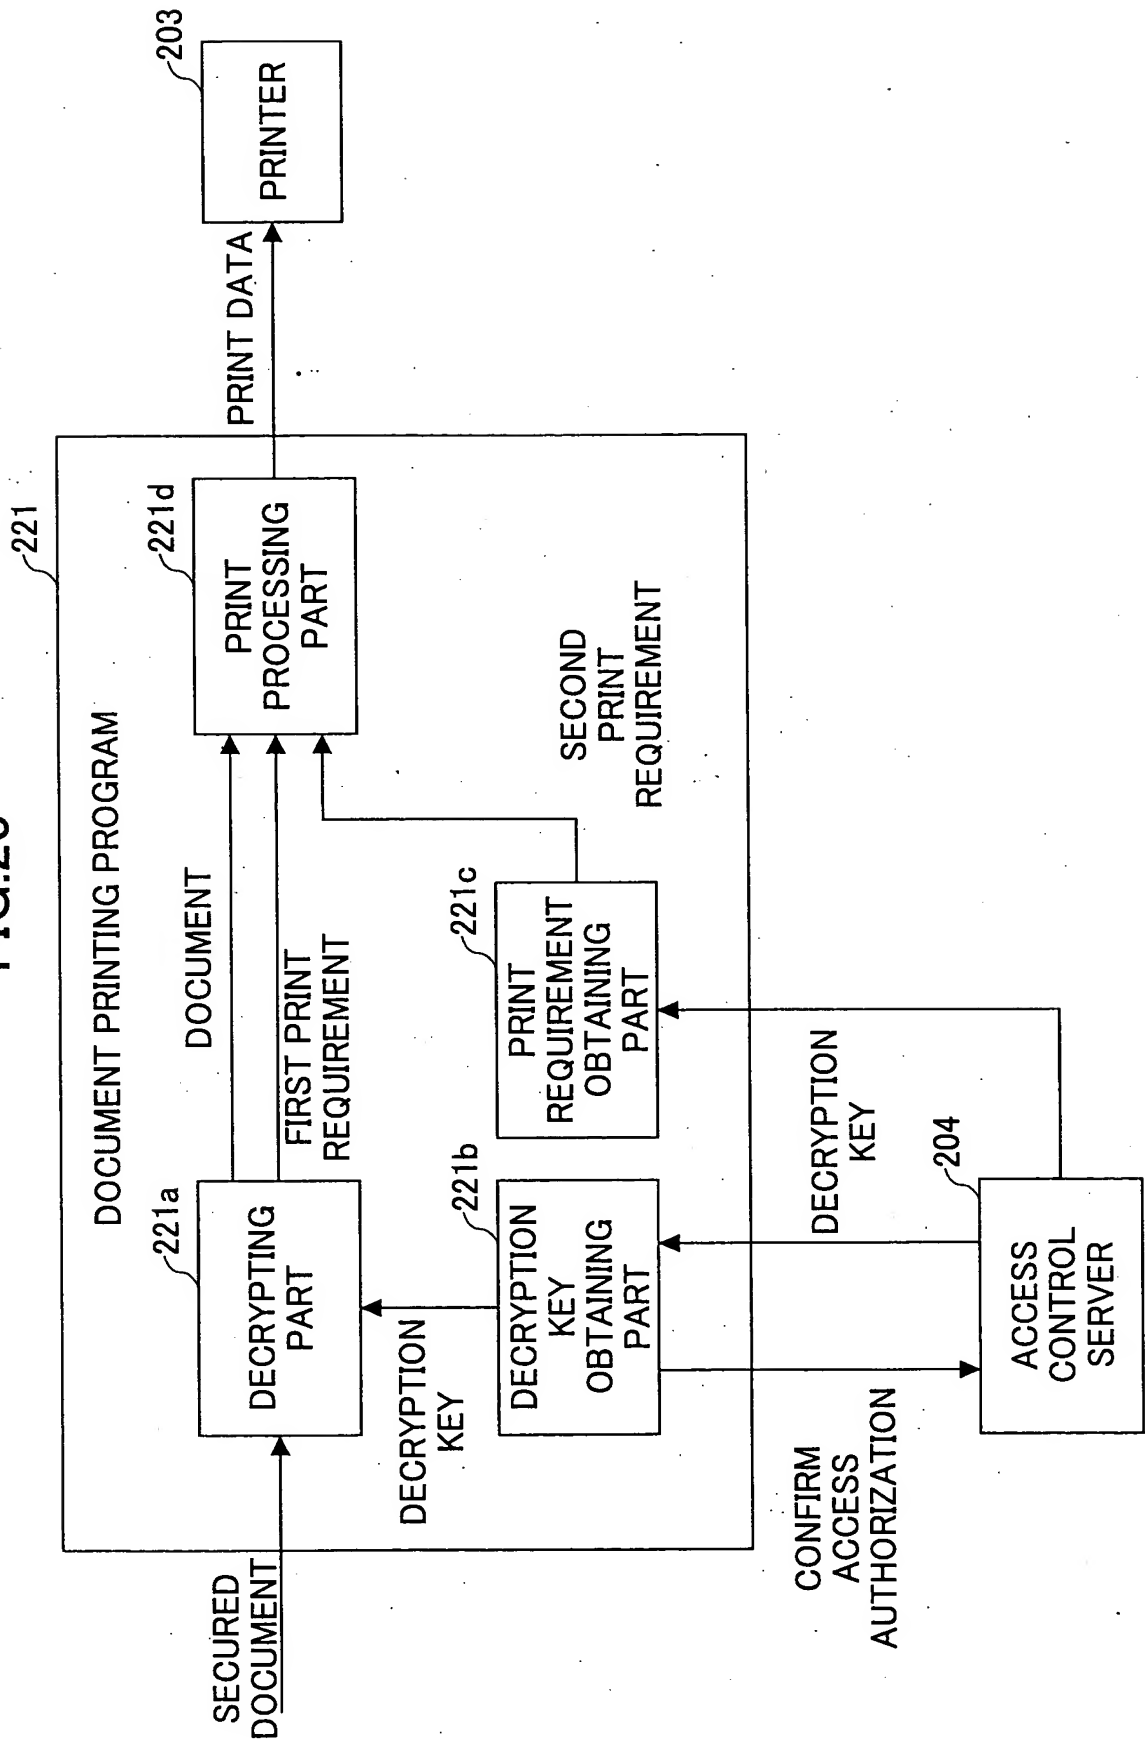 221
DOCUMENT PRINTING PROGRAM
SECURED
DOCUMENT
221a
DECRYPTING
PART
DOCUMENT
FIRST PRINT
REQUIREMENT
221d
PRINT
PROCESSING
PART
PRINT DATA
203
PRINTER
DECRYPTION
KEY
221b
DECRYPTION
KEY
OBTAINING
PART
221c
PRINT
REQUIREMENT
OBTAINING
PART
SECOND
PRINT
REQUIREMENT
CONFIRM
ACCESS
AUTHORIZATION
DECRYPTION
KEY
204
ACCESS
CONTROL
SERVER